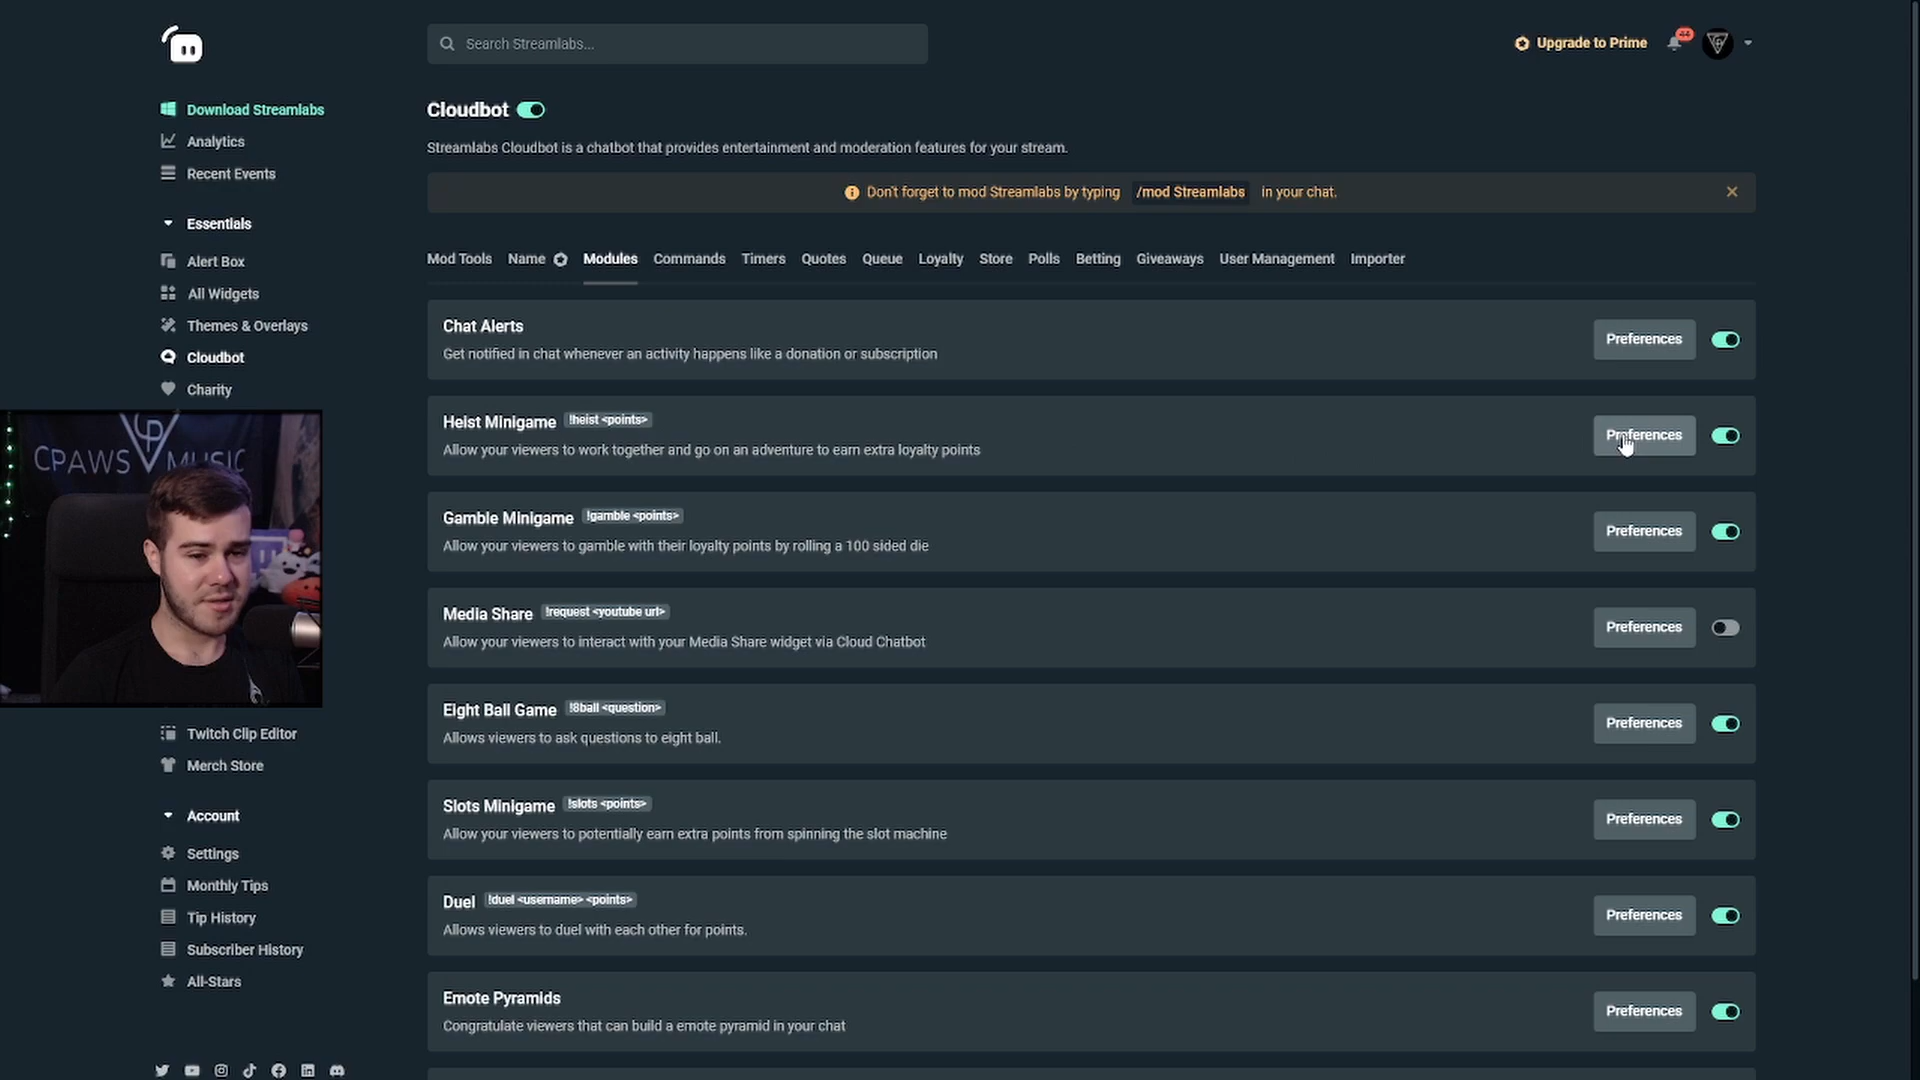 Search Streamlabs...
Upgrade to Prime
44
Download Streamlabs
Analytics
Recent Events
Essentials
Alert Box
All Widgets
Themes & Overlays
Cloudbot
Charity
CPAWS MUSIC
Twitch Clip Editor
Merch Store
Account
Settings
Monthly Tips
Tip History
Subscriber History
All-Stars
Cloudbot
Streamlabs Cloudbot is a chatbot that provides entertainment and moderation features for your stream.
Don't forget to mod Streamlabs by typing /mod Streamlabs in your chat.
Mod Tools Name Modules Commands Timers Quotes Queue Loyalty Store Polls Betting Giveaways User Management Importer
Chat Alerts
Get notified in chat whenever an activity happens like a donation or subscription
Preferences
Heist Minigame !heist <points>
Allow your viewers to work together and go on an adventure to earn extra loyalty points
Preferences
Gamble Minigame !gamble <points>
Allow your viewers to gamble with their loyalty points by rolling a 100 sided die
Preferences
Media Share !request <youtube url>
Allow your viewers to interact with your Media Share widget via Cloud Chatbot
Preferences
Eight Ball Game !8ball <question>
Allows viewers to ask questions to eight ball.
Preferences
Slots Minigame !slots <points>
Allow your viewers to potentially earn extra points from spinning the slot machine
Preferences
Duel !duel <username> <points>
Allows viewers to duel with each other for points.
Preferences
Emote Pyramids
Congratulate viewers that can build a emote pyramid in your chat
Preferences